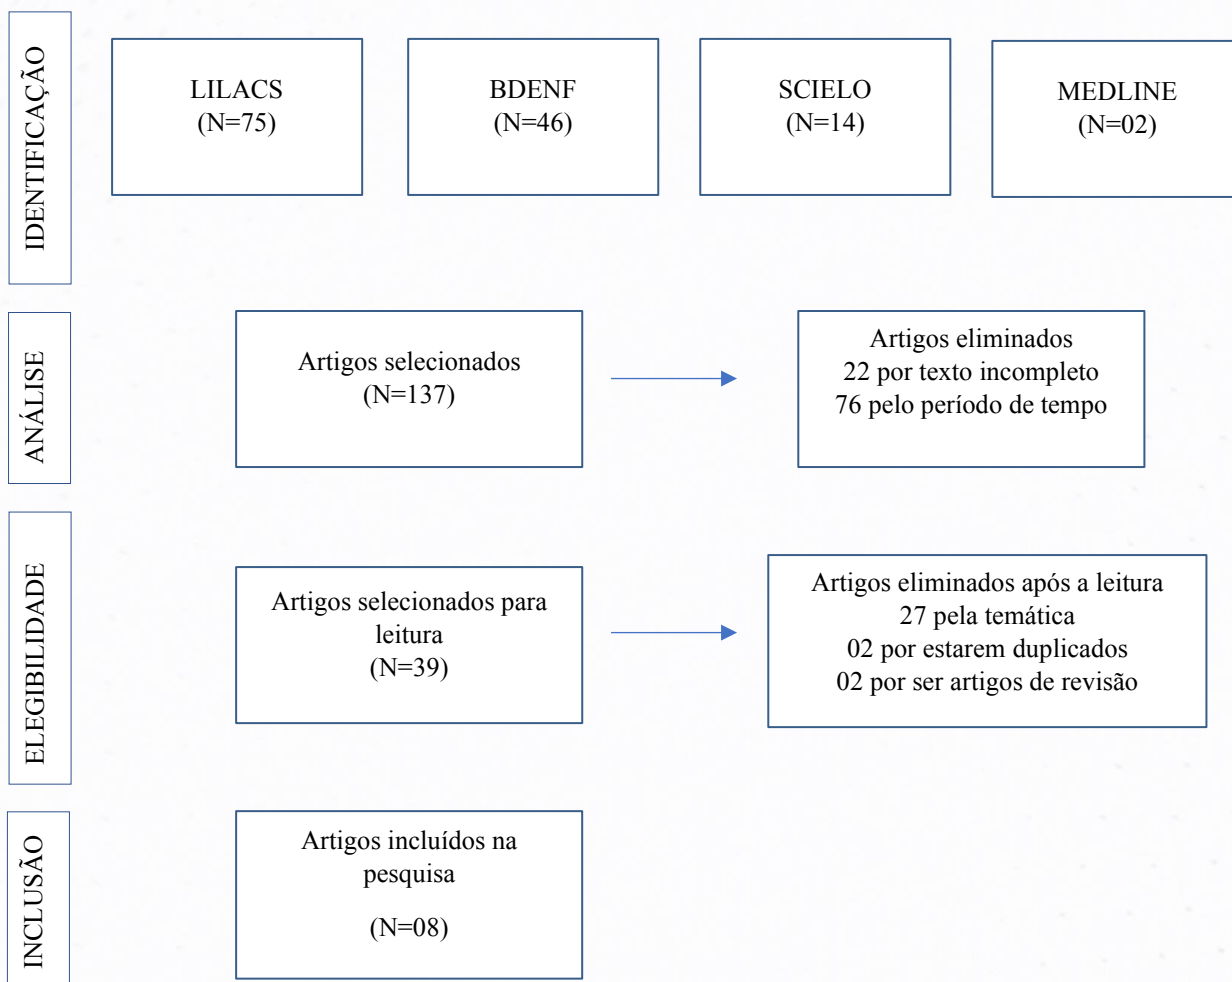 IDENTIFICAÇÃO
LILACS
(N=75)
BDENF
(N=46)
SCIELO
(N=14)
MEDLINE
(N=02)
ANÁLISE
Artigos selecionados
(N=137)
Artigos eliminados
22 por texto incompleto
76 pelo período de tempo
ELEGIBILIDADE
Artigos selecionados para
leitura
(N=39)
Artigos eliminados após a leitura
27 pela temática
02 por estarem duplicados
02 por ser artigos de revisão
INCLUSÃO
Artigos incluídos na
pesquisa
(N=08)